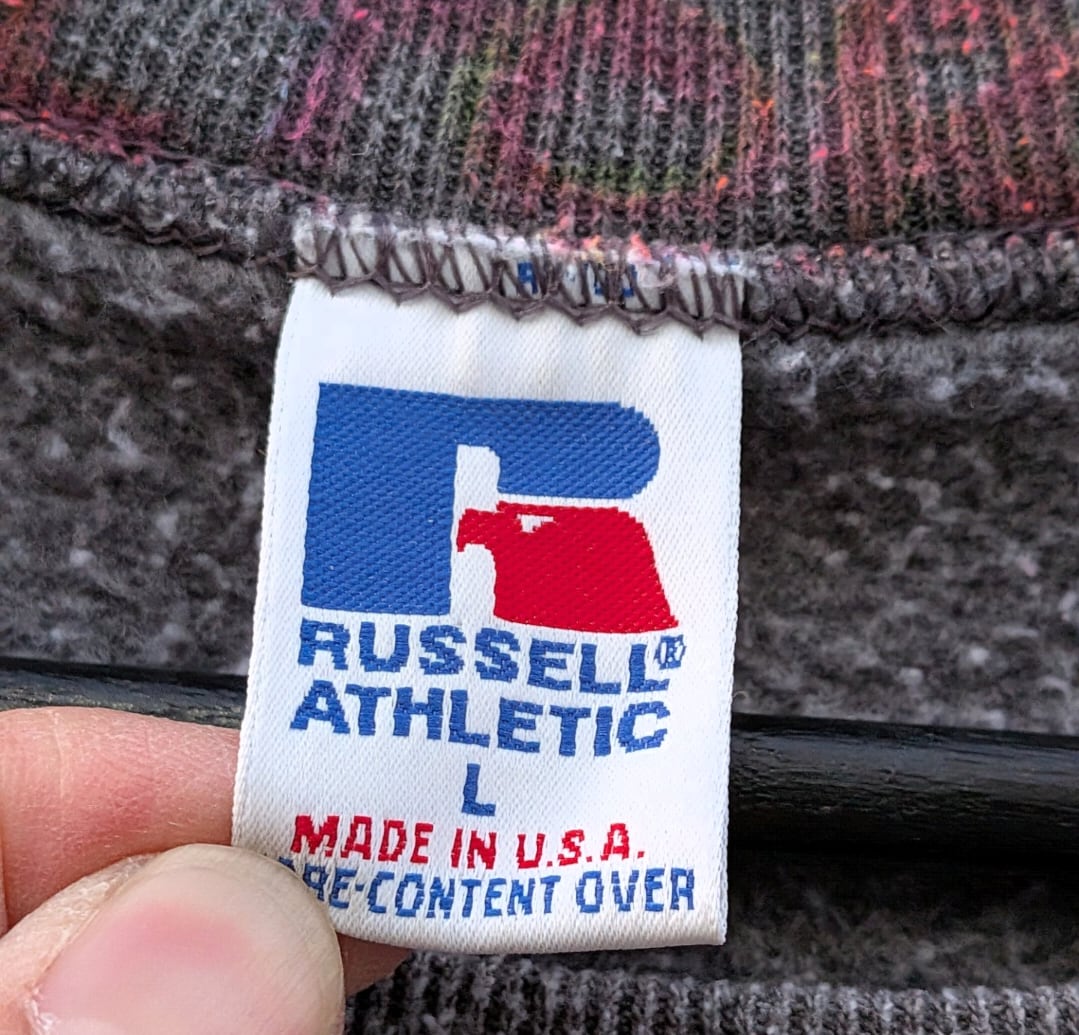 RUSSELL®
ATHLETIC
L
MADE IN U.S.A.
RE-CONTENT OVER